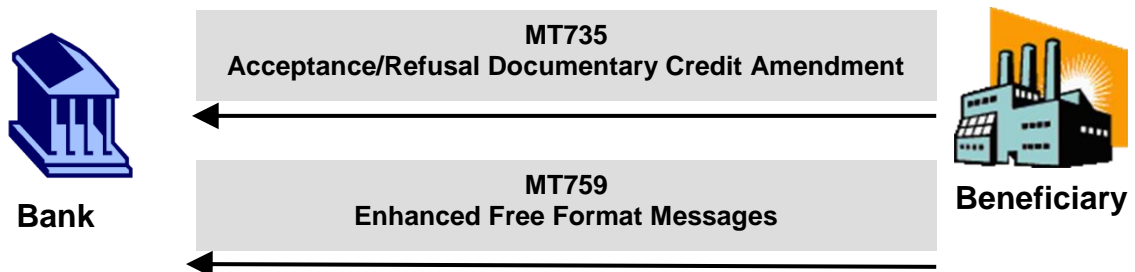 MT735
Acceptance/Refusal Documentary Credit Amendment
MT759
Enhanced Free Format Messages
Bank
Beneficiary